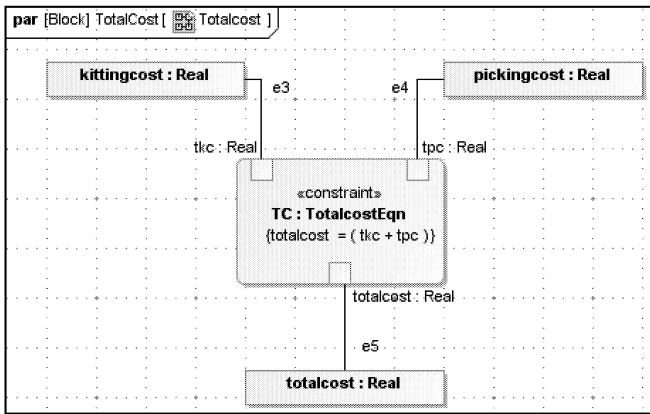 par [Block] TotalCost [ Totalcost ]
kittingcost : Real
pickingcost : Real
e3
e4
tkc : Real
tpc : Real
«constraint»
TC : TotalcostEqn
{totalcost = ( tkc + tpc )}
totalcost : Real
e5
totalcost : Real